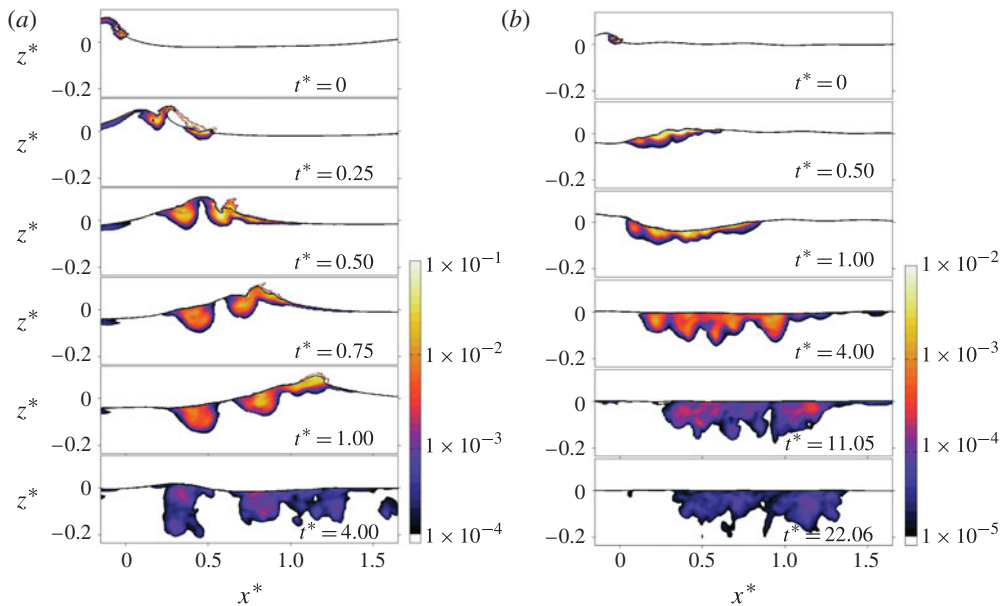 (a) (b)
z* 0 −0.2 t* = 0 0 −0.2 t* = 0
z* 0 −0.2 t* = 0.25 0 −0.2 t* = 0.50
z* 0 −0.2 t* = 0.50 0 −0.2 t* = 1.00
z* 0 −0.2 t* = 0.75 0 −0.2 t* = 4.00
z* 0 −0.2 t* = 1.00 0 −0.2 t* = 11.05
z* 0 −0.2 t* = 4.00 0 −0.2 t* = 22.06
1 × 10⁻¹ 1 × 10⁻²
1 × 10⁻² 1 × 10⁻³
1 × 10⁻³ 1 × 10⁻⁴
1 × 10⁻⁴ 1 × 10⁻⁵
0 0.5 1.0 1.5 0 0.5 1.0 1.5
x* x*